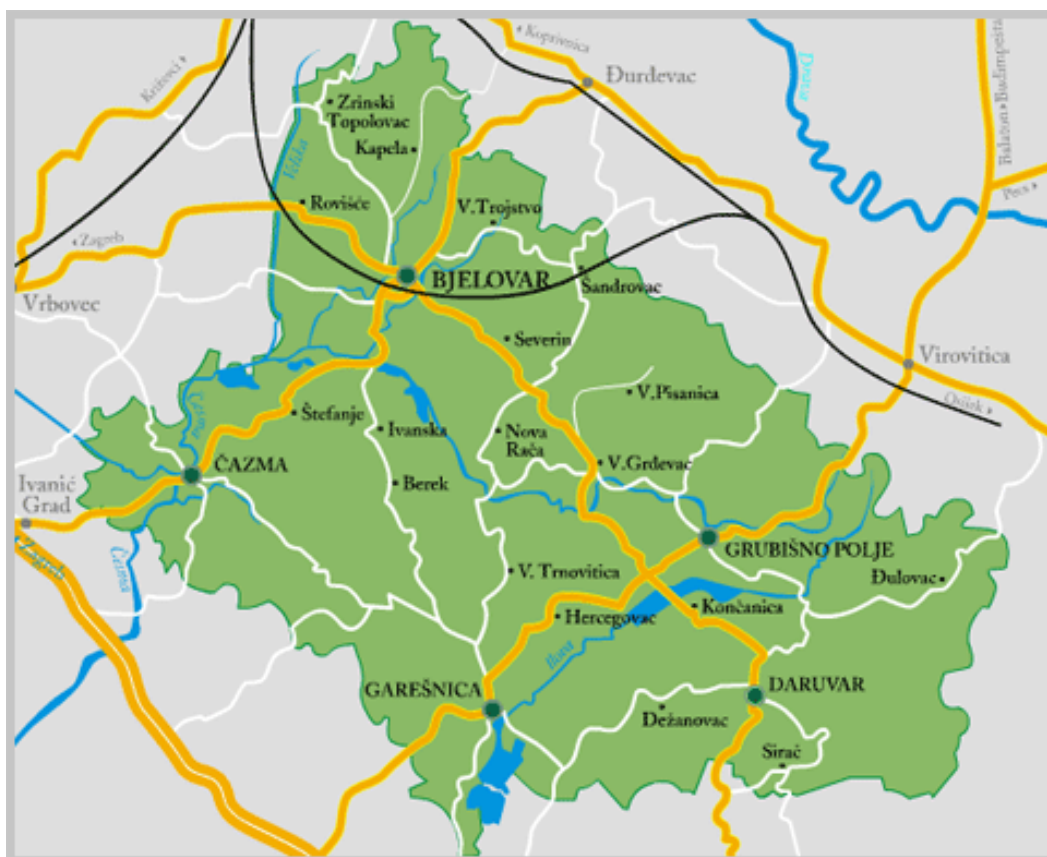 Koprivnica
Križevci
Đurđevac
Drava
Balaton
Budimpešta
Pecs
Zrinski
Topolovac
Kapela
Velika
Rovišće
V.Trojstvo
Zagreb
BJELOVAR
Šandrovac
Vrbovec
Severin
Virovitica
V.Pisanica
Osijek
Česma
Štefanje
Ivanska
Nova
Rača
V.Grđevac
ČAZMA
Ivanić
Grad
Berek
GRUBIŠNO POLJE
Zagreb
Česma
V. Trnovitica
Đulovac
Hercegovac
Končanica
Ilova
GAREŠNICA
DARUVAR
Dežanovac
Sirač